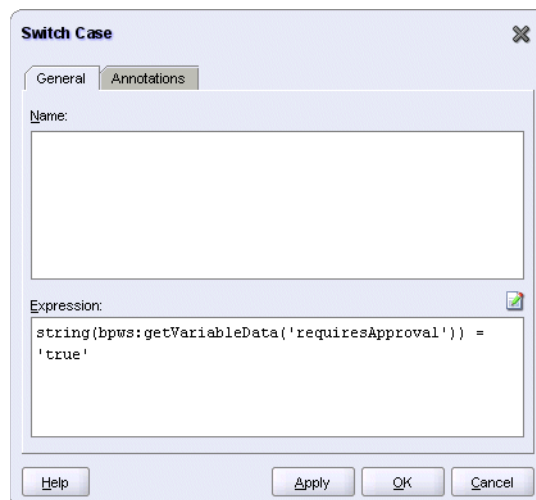 Switch Case
General Annotations
Name:
Expression:
string(bpws:getVariableData('requiresApproval')) =
'true'
Help Apply OK Cancel